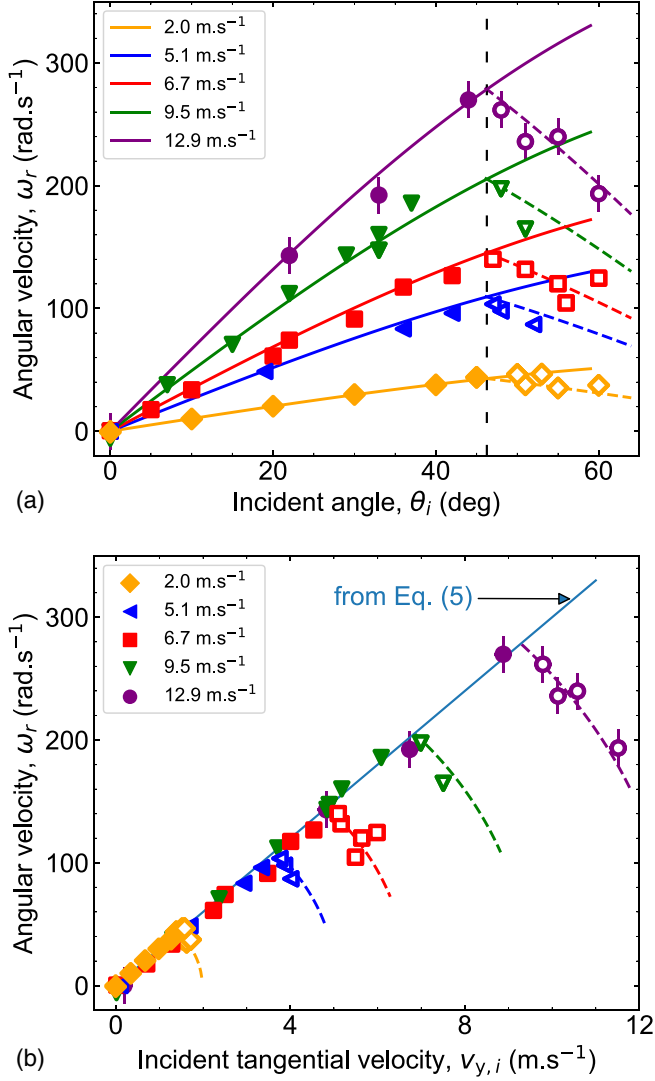 2.0 m.s⁻¹
5.1 m.s⁻¹
6.7 m.s⁻¹
9.5 m.s⁻¹
12.9 m.s⁻¹
300
200
100
0
Angular velocity, ωᵣ (rad.s⁻¹)
0 20 40 60
(a) Incident angle, θᵢ (deg)
2.0 m.s⁻¹
5.1 m.s⁻¹
6.7 m.s⁻¹
9.5 m.s⁻¹
12.9 m.s⁻¹
from Eq. (5)
300
200
100
0
Angular velocity, ωᵣ (rad.s⁻¹)
0 4 8 12
(b) Incident tangential velocity, v_{y,i} (m.s⁻¹)